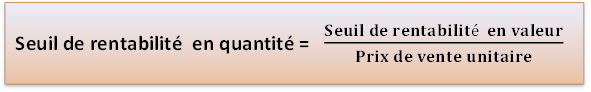 Seuil de rentabilité en quantité = Seuil de rentabilité en valeur
Prix de vente unitaire